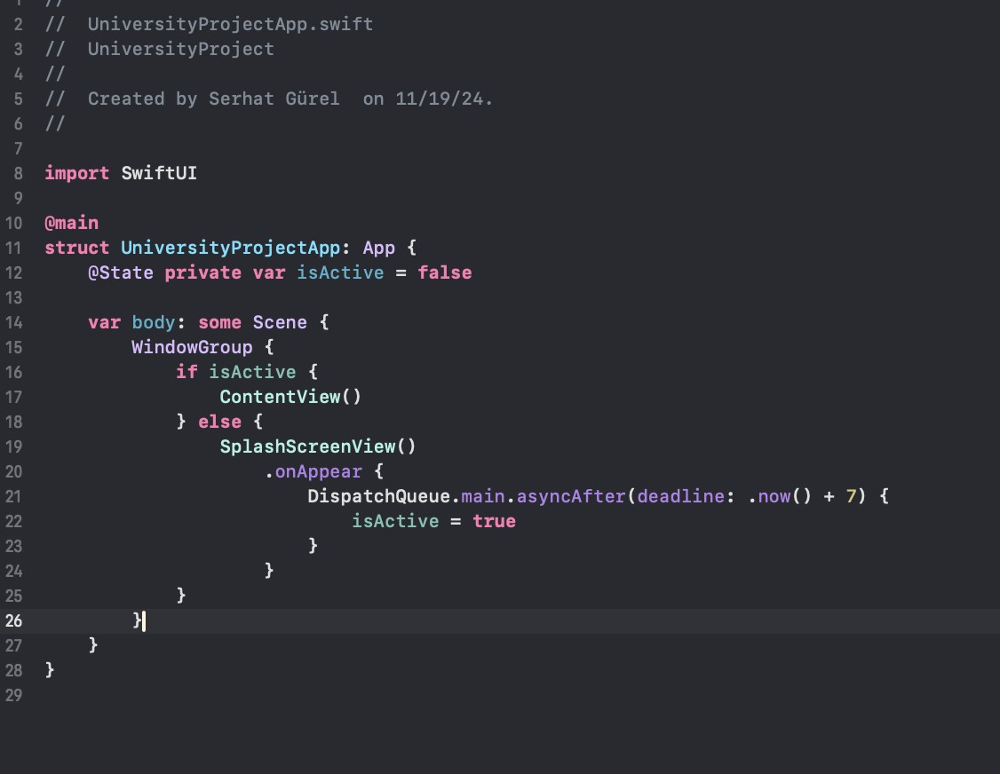 1 //
2 //  UniversityProjectApp.swift
3 //  UniversityProject
4 //
5 //  Created by Serhat Gürel  on 11/19/24.
6 //
7
8 import SwiftUI
9
10 @main
11 struct UniversityProjectApp: App {
12     @State private var isActive = false
13
14     var body: some Scene {
15         WindowGroup {
16             if isActive {
17                 ContentView()
18             } else {
19                 SplashScreenView()
20                     .onAppear {
21                         DispatchQueue.main.asyncAfter(deadline: .now() + 7) {
22                             isActive = true
23                         }
24                     }
25             }
26         }
27     }
28 }
29